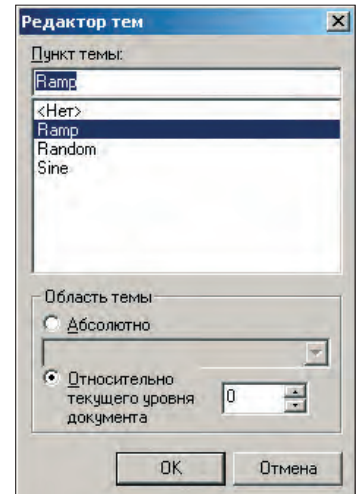 Редактор тем
Пункт темы:
Ramp
<Нет>
Ramp
Random
Sine
Область темы
Абсолютно
Относительно
текущего уровня
документа
0
OK
Отмена